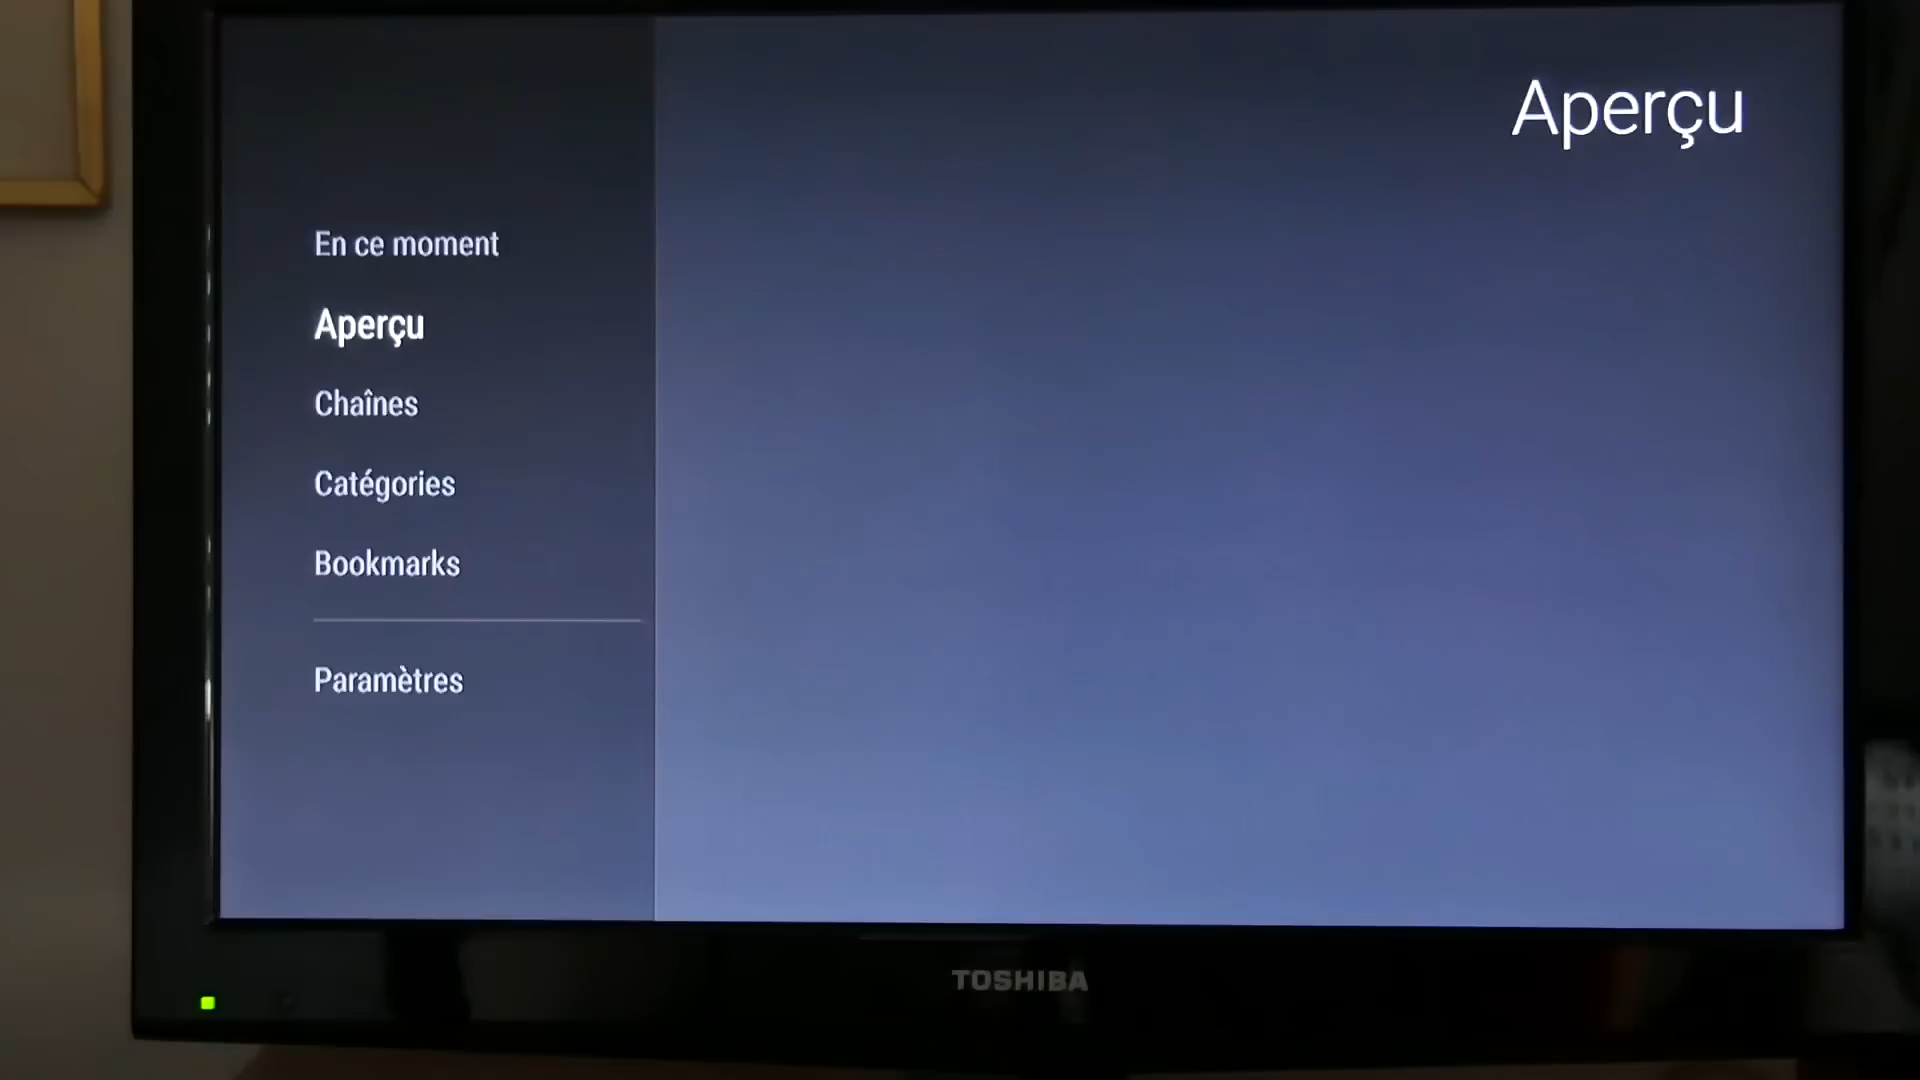 Aperçu
En ce moment
Aperçu
Chaînes
Catégories
Bookmarks
Paramètres
TOSHIBA